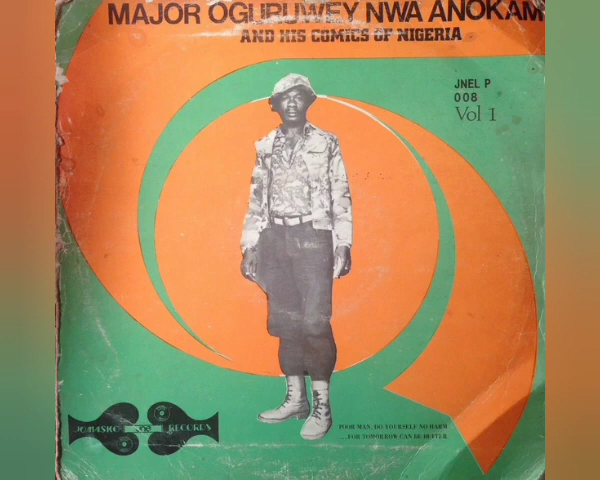 MAJOR OGURUWEY NWA ANOKAM
AND HIS COMICS OF NIGERIA
JNEL P
008
Vol 1
RECORDS
POOR MAN, DO YOURSELF NO HARM
....FOR TOMORROW CAN BE BETTER